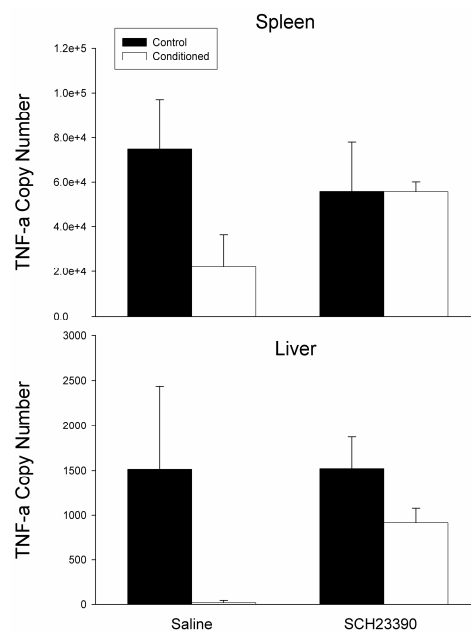 Spleen
Control
Conditioned
TNF-a Copy Number
1.2e+5
1.0e+5
8.0e+4
6.0e+4
4.0e+4
2.0e+4
0.0
Liver
TNF-a Copy Number
3000
2500
2000
1500
1000
500
0
Saline
SCH23390